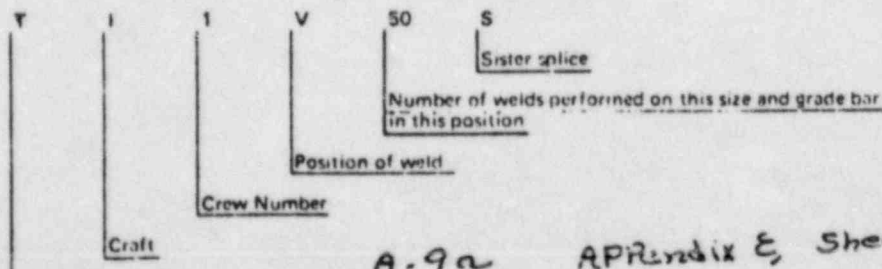 T I 1 V 50 S
Sister splice
Number of welds performed on this size and grade bar
in this position
Position of weld
Crew Number
Craft
A-92 Appendix E, She